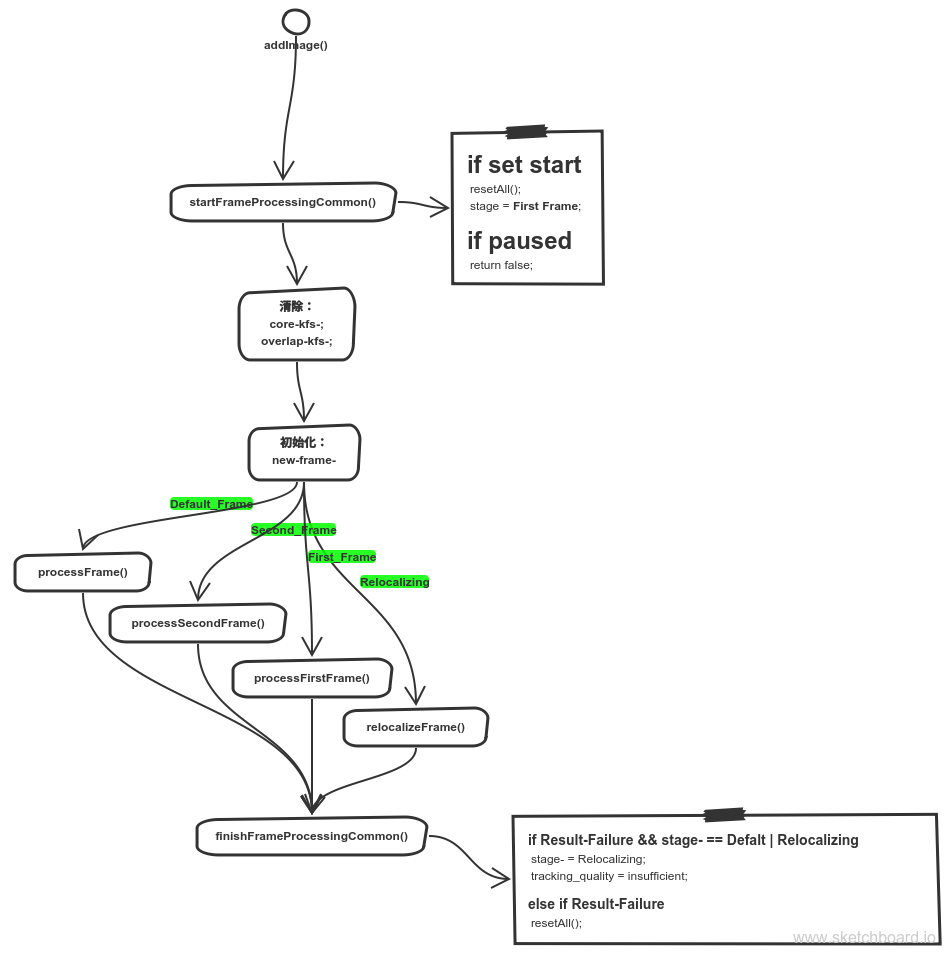 addImage()
startFrameProcessingCommon()
if set start
resetAll();
stage = First Frame;
if paused
return false;
清除：
core-kfs-;
overlap-kfs-;
初始化：
new-frame-
Default_Frame
Second_Frame
First_Frame
Relocalizing
processFrame()
processSecondFrame()
processFirstFrame()
relocalizeFrame()
finishFrameProcessingCommon()
if Result-Failure && stage- == Defalt | Relocalizing
stage- = Relocalizing;
tracking_quality = insufficient;
else if Result-Failure
resetAll();
www.sketchboard.io